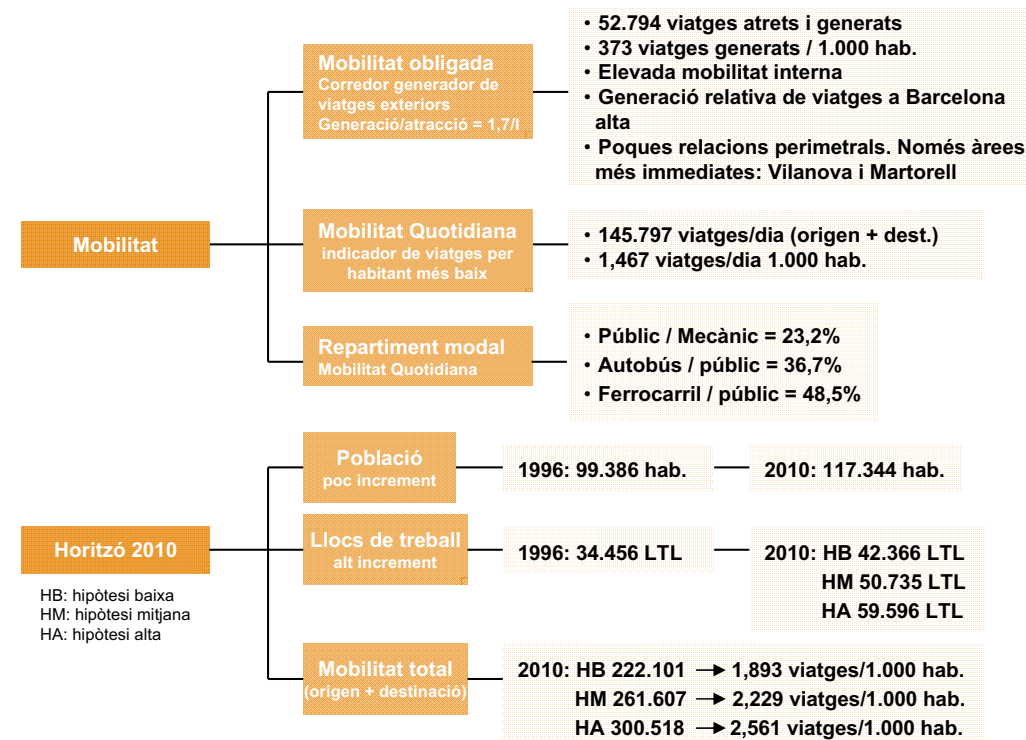 Mobilitat
Mobilitat obligada
Corredor generador de
viatges exteriors
Generació/atracció = 1,7/l
• 52.794 viatges atrets i generats
• 373 viatges generats / 1.000 hab.
• Elevada mobilitat interna
• Generació relativa de viatges a Barcelona
alta
• Poques relacions perimetrals. Només àrees
més immediates: Vilanova i Martorell
Mobilitat Quotidiana
indicador de viatges per
habitant més baix
• 145.797 viatges/dia (origen + dest.)
• 1,467 viatges/dia 1.000 hab.
Repartiment modal
Mobilitat Quotidiana
• Públic / Mecànic = 23,2%
• Autobús / públic = 36,7%
• Ferrocarril / públic = 48,5%
Horitzó 2010
HB: hipòtesi baixa
HM: hipòtesi mitjana
HA: hipòtesi alta
Població
poc increment
1996: 99.386 hab.
2010: 117.344 hab.
Llocs de treball
alt increment
1996: 34.456 LTL
2010: HB 42.366 LTL
HM 50.735 LTL
HA 59.596 LTL
Mobilitat total
(origen + destinació)
2010: HB 222.101 → 1,893 viatges/1.000 hab.
HM 261.607 → 2,229 viatges/1.000 hab.
HA 300.518 → 2,561 viatges/1.000 hab.